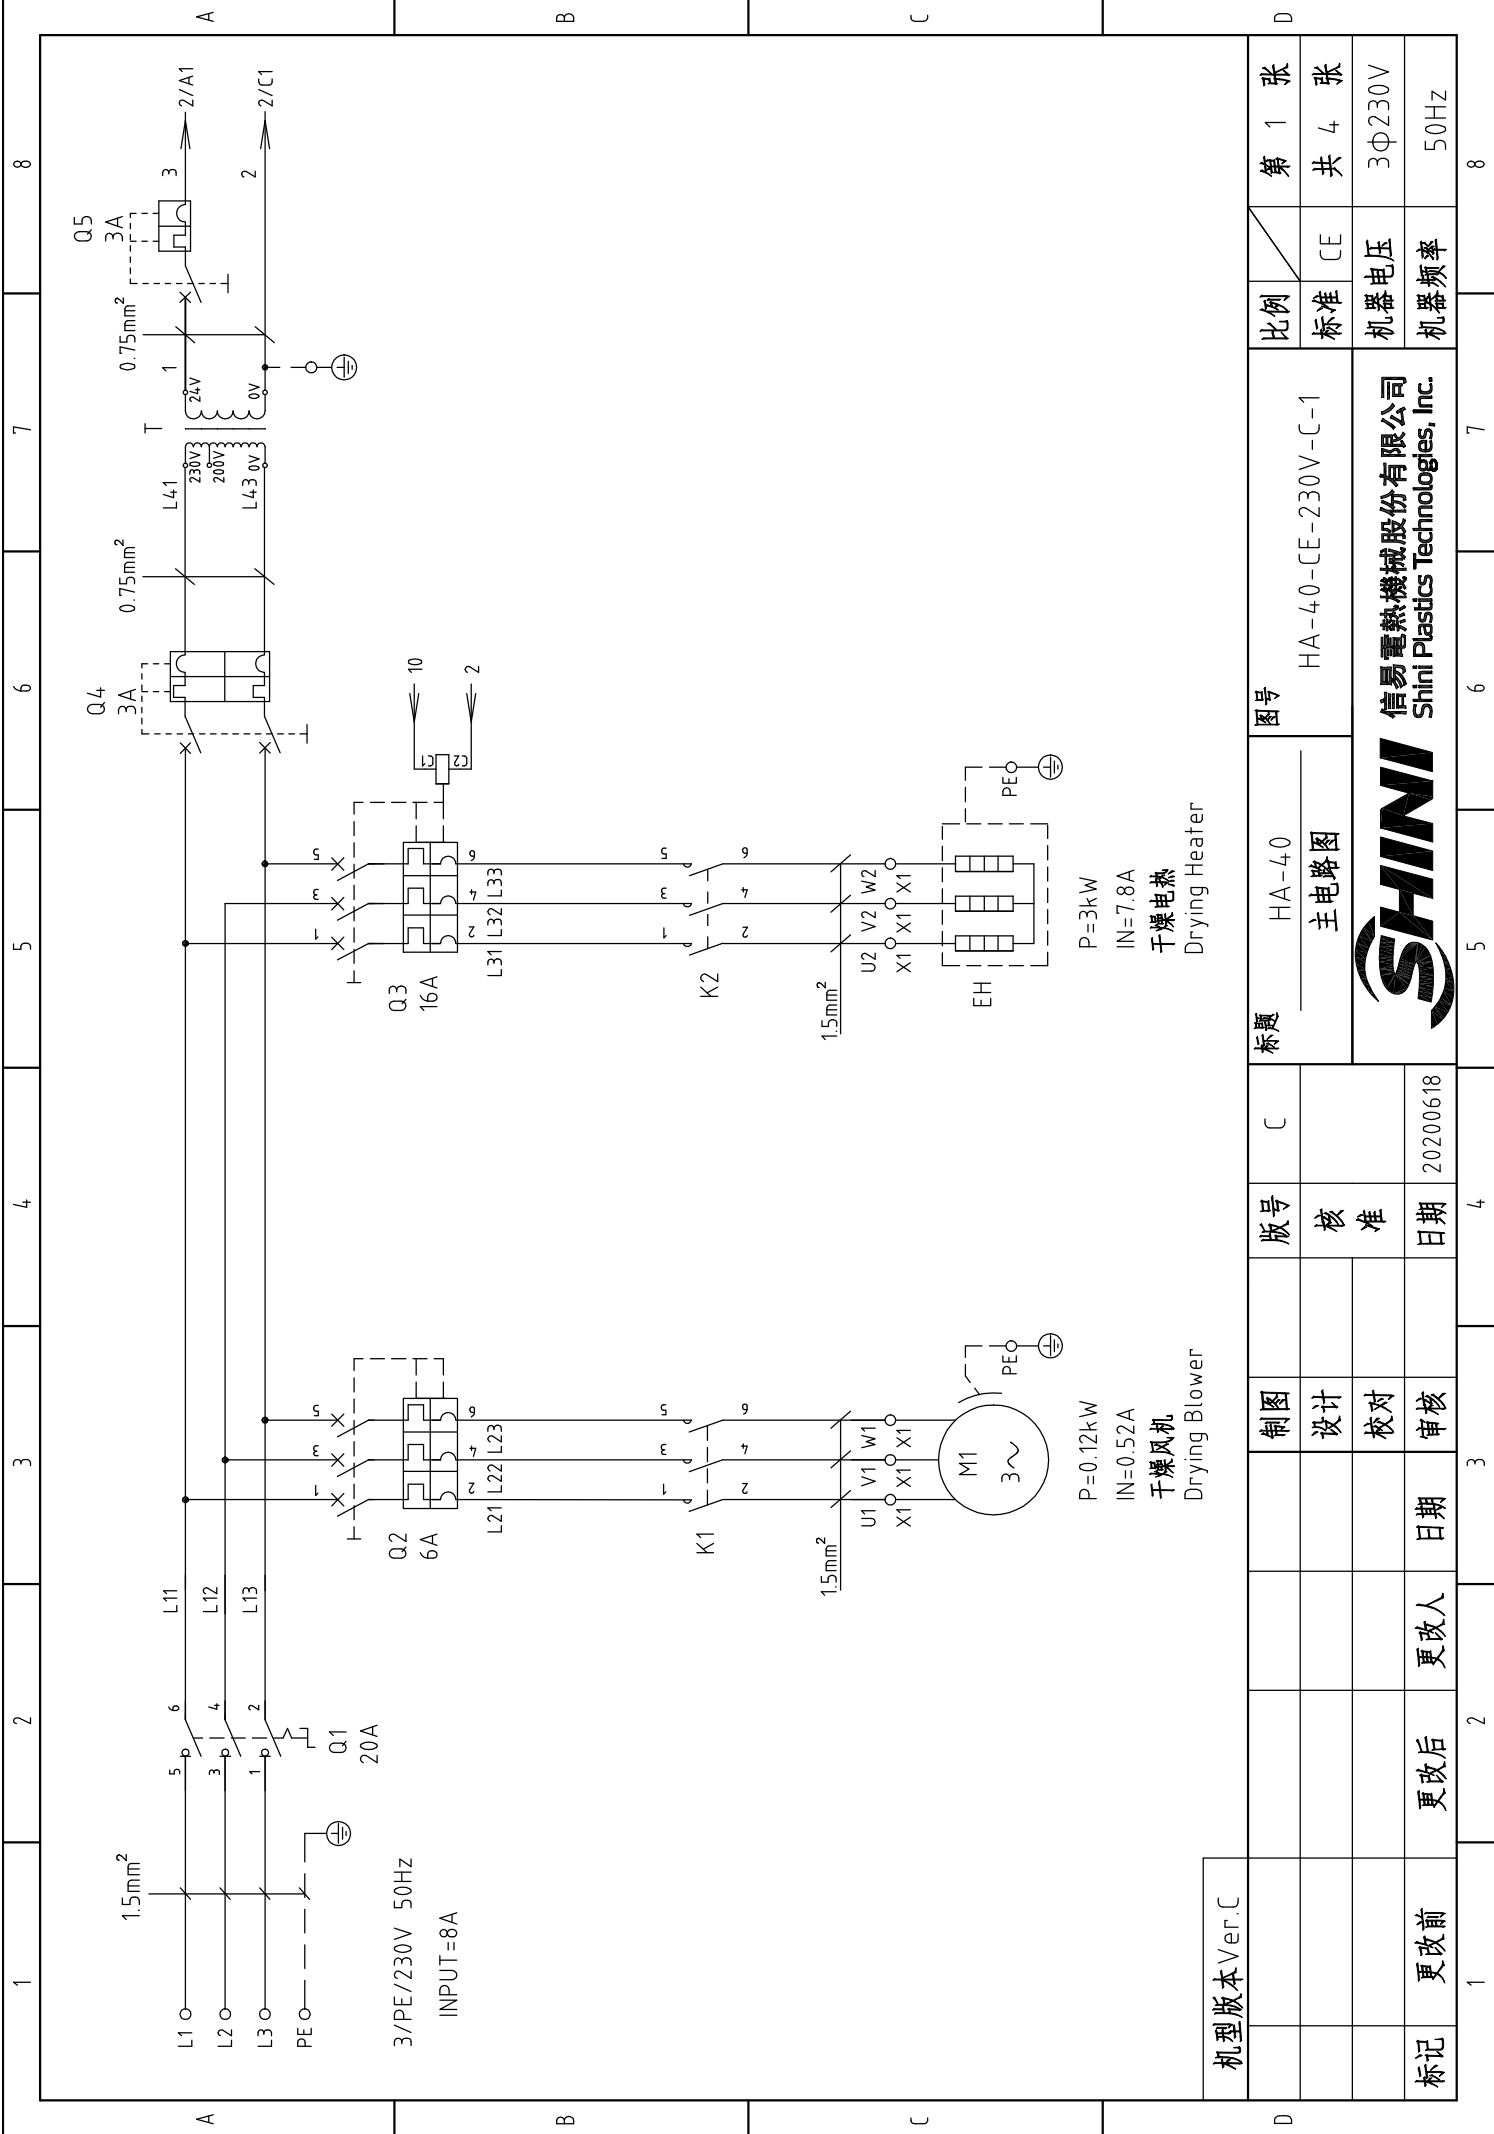 1 2 3 4 5 6 7 8
A
B
C
D
L1
L2
L3
PE
1.5mm²
3/PE/230V 50Hz
INPUT=8A
5 6
3 4
1 2
Q1
20A
L11
L12
L13
1 3 5
Q2
6A
2 4 6
L21 L22 L23
1 3 5
K1
2 4 6
1.5mm²
U1 V1 W1
X1 X1 X1
M1
3~
PE
P=0.12kW
IN=0.52A
干燥风机
Drying Blower
1 3 5
Q3
16A
2 4 6
L31 L32 L33
C1 10
C2 2
1 3 5
K2
2 4 6
1.5mm²
U2 V2 W2
X1 X1 X1
EH
PE
P=3kW
IN=7.8A
干燥电热
Drying Heater
Q4
3A
0.75mm²
L41
L43
T
230V
200V
0V
24V
0V
1
0.75mm²
Q5
3A
3
2
2/A1
2/C1
机型版本Ver.C
标记 更改前 更改后 更改人 日期
制图
设计
校对
审核
版号 C
核
准
日期 20200618
标题
HA-40
主电路图
图号
HA-40-CE-230V-C-1
SHINI
信易電熱機械股份有限公司
Shini Plastics Technologies, Inc.
比例 第 1 张
标准 CE 共 4 张
机器电压 3Φ230V
机器频率 50Hz
A
B
C
D
1 2 3 4 5 6 7 8